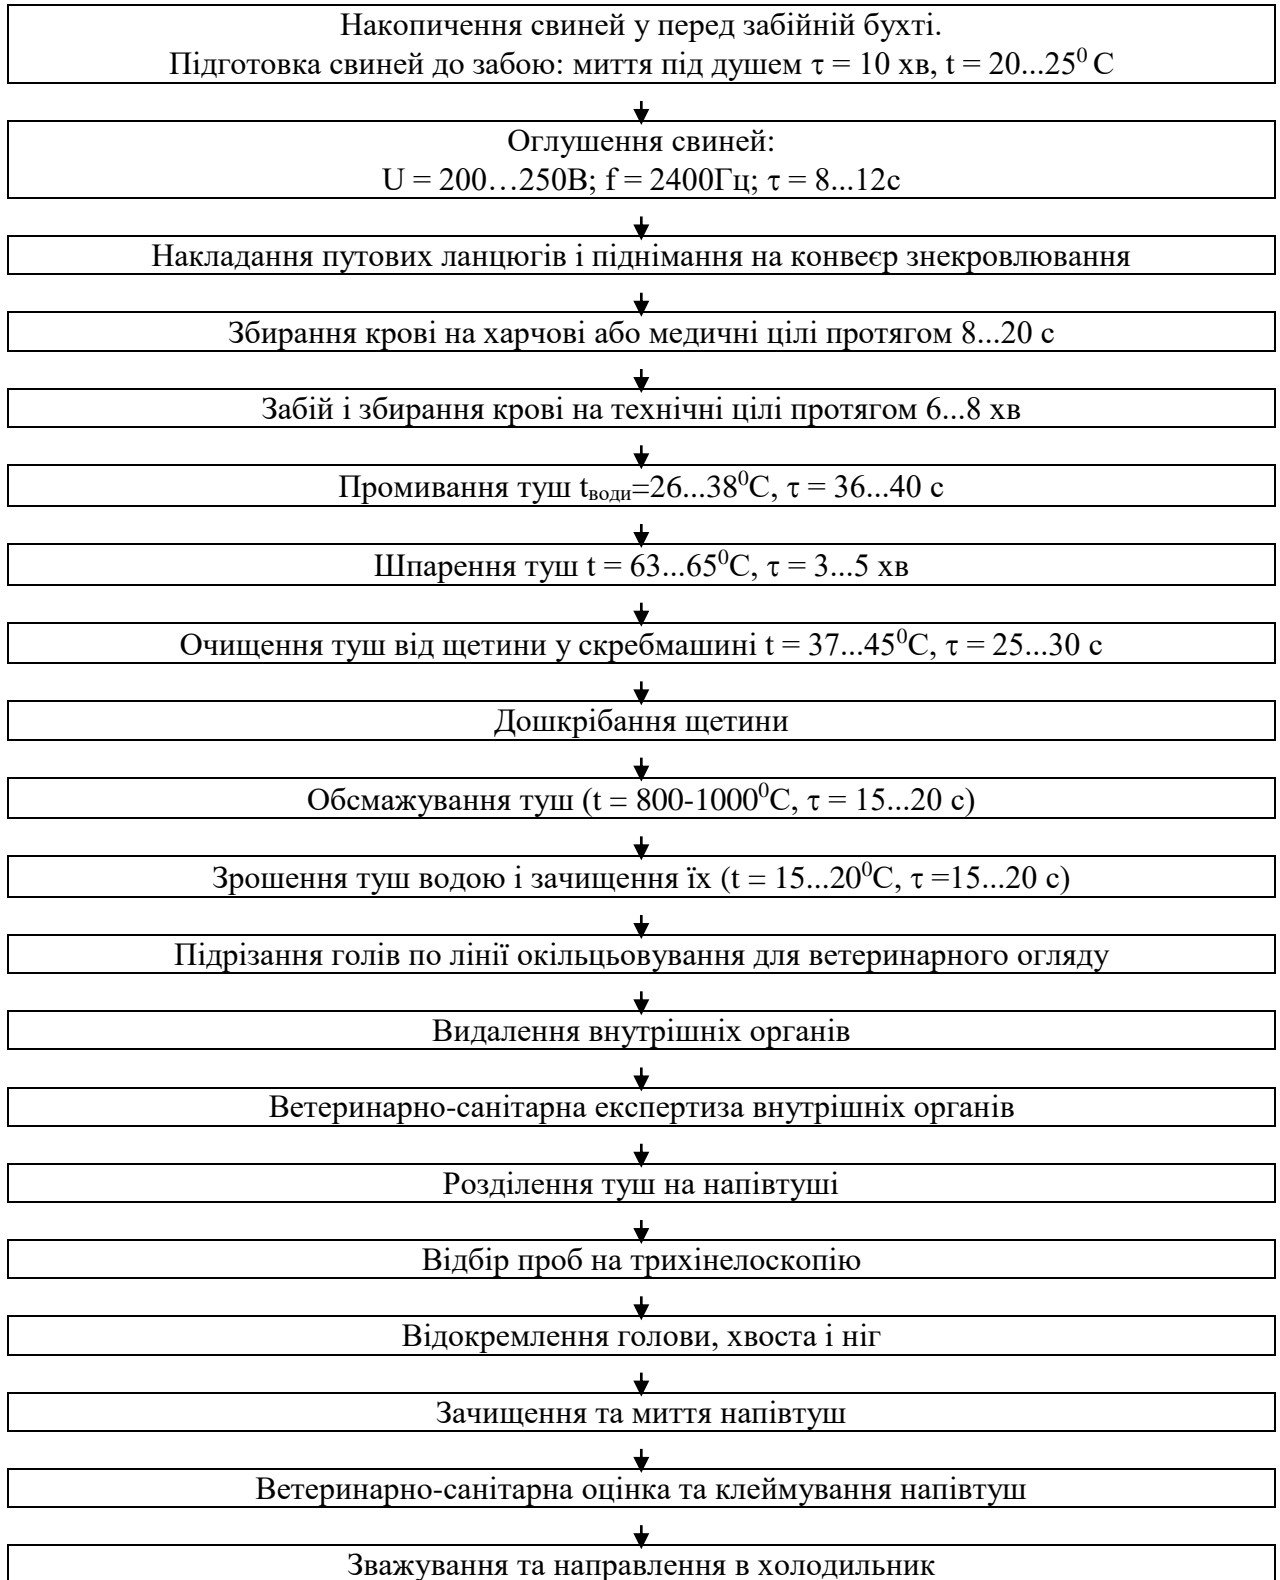 Накопичення свиней у перед забійній бухті.
Підготовка свиней до забою: миття під душем τ = 10 хв, t = 20...25⁰ С
Оглушення свиней:
U = 200…250В; f = 2400Гц; τ = 8...12с
Накладання путових ланцюгів і піднімання на конвеєр знекровлювання
Збирання крові на харчові або медичні цілі протягом 8...20 с
Забій і збирання крові на технічні цілі протягом 6...8 хв
Промивання туш tводи=26...38⁰С, τ = 36...40 с
Шпарення туш t = 63...65⁰С, τ = 3...5 хв
Очищення туш від щетини у скребмашині t = 37...45⁰С, τ = 25...30 с
Дошкрібання щетини
Обсмажування туш (t = 800-1000⁰С, τ = 15...20 с)
Зрошення туш водою і зачищення їх (t = 15...20⁰С, τ =15...20 с)
Підрізання голів по лінії окільцьовування для ветеринарного огляду
Видалення внутрішніх органів
Ветеринарно-санітарна експертиза внутрішніх органів
Розділення туш на напівтуші
Відбір проб на трихінелоскопію
Відокремлення голови, хвоста і ніг
Зачищення та миття напівтуш
Ветеринарно-санітарна оцінка та клеймування напівтуш
Зважування та направлення в холодильник